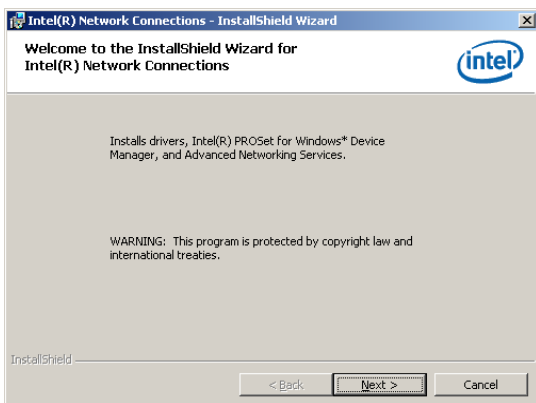 Intel(R) Network Connections - InstallShield Wizard
Welcome to the InstallShield Wizard for
Intel(R) Network Connections
intel
Installs drivers, Intel(R) PROSet for Windows* Device
Manager, and Advanced Networking Services.
WARNING: This program is protected by copyright law and
international treaties.
InstallShield
< Back
Next >
Cancel